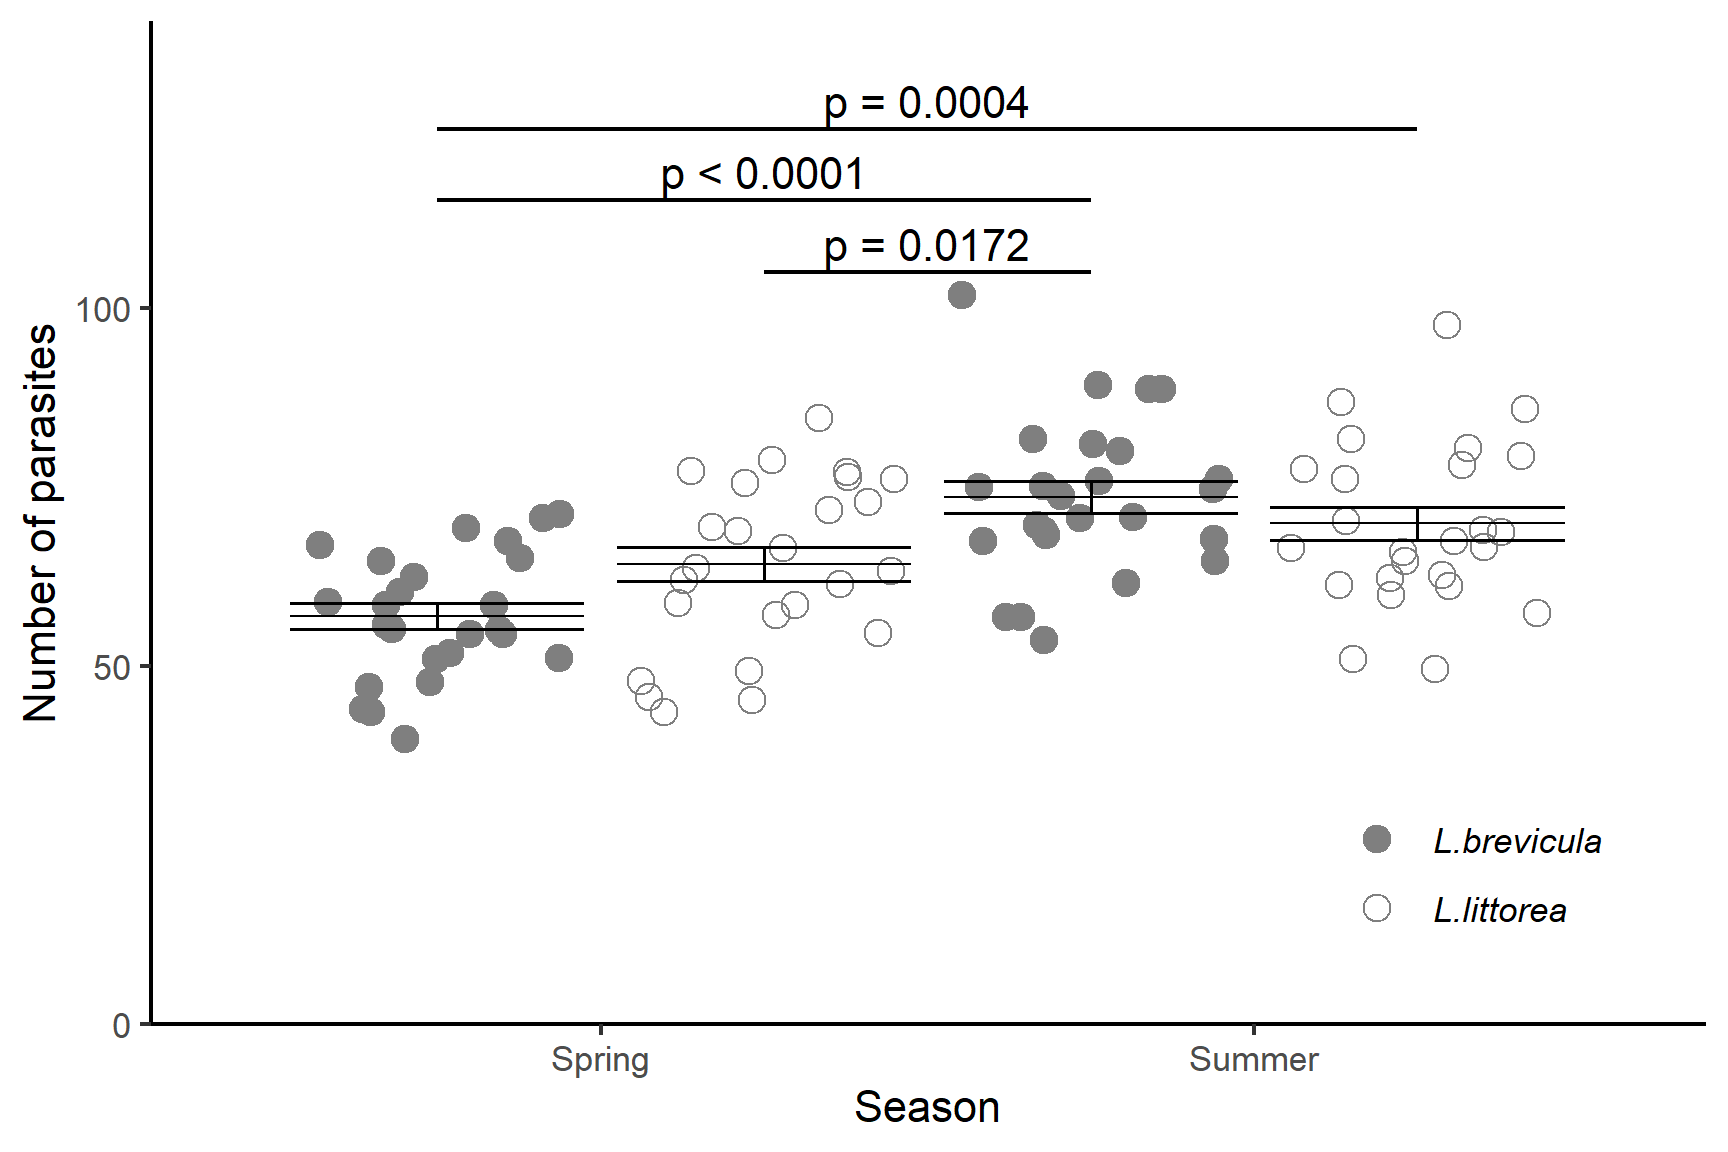 p = 0.0004
p < 0.0001
p = 0.0172
100
50
0
Number of parasites
L.brevicula
L.littorea
Spring
Summer
Season